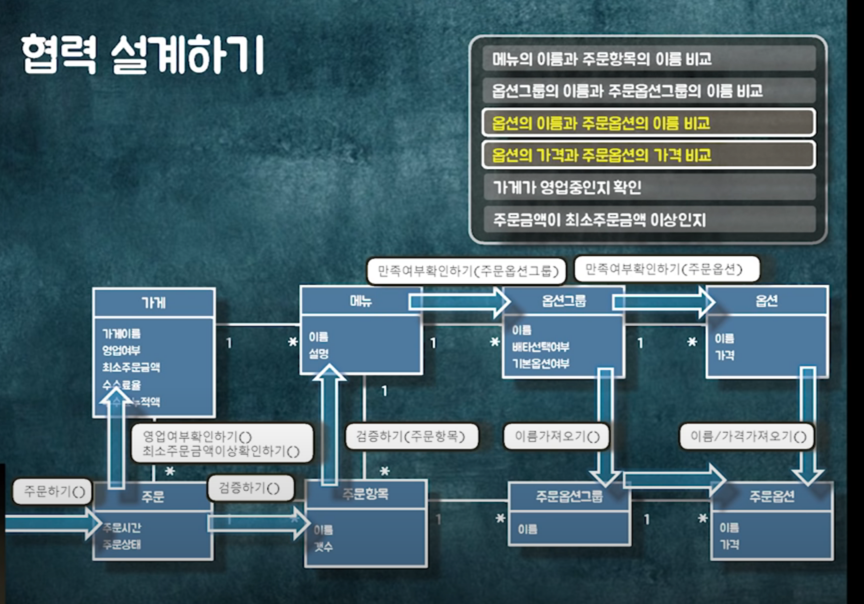 협력 설계하기
메뉴의 이름과 주문항목의 이름 비교
옵션그룹의 이름과 주문옵션그룹의 이름 비교
옵션의 이름과 주문옵션의 이름 비교
옵션의 가격과 주문옵션의 가격 비교
가게가 영업중인지 확인
주문금액이 최소주문금액 이상인지
만족여부확인하기(주문옵션그룹)
만족여부확인하기(주문옵션)
가게
가게이름
영업여부
최소주문금액
수수료율
적액
메뉴
이름
설명
옵션그룹
이름
배타선택여부
기본옵션여부
옵션
이름
가격
1
*
1
*
1
*
1
영업여부확인하기()
최소주문금액이상확인하기()
검증하기(주문항목)
이름가져오기()
이름/가격가져오기()
*
*
주문하기()
검증하기()
주문
주문시간
주문상태
주문항목
이름
갯수
주문옵션그룹
이름
주문옵션
이름
가격
1
*
1
*
1
*